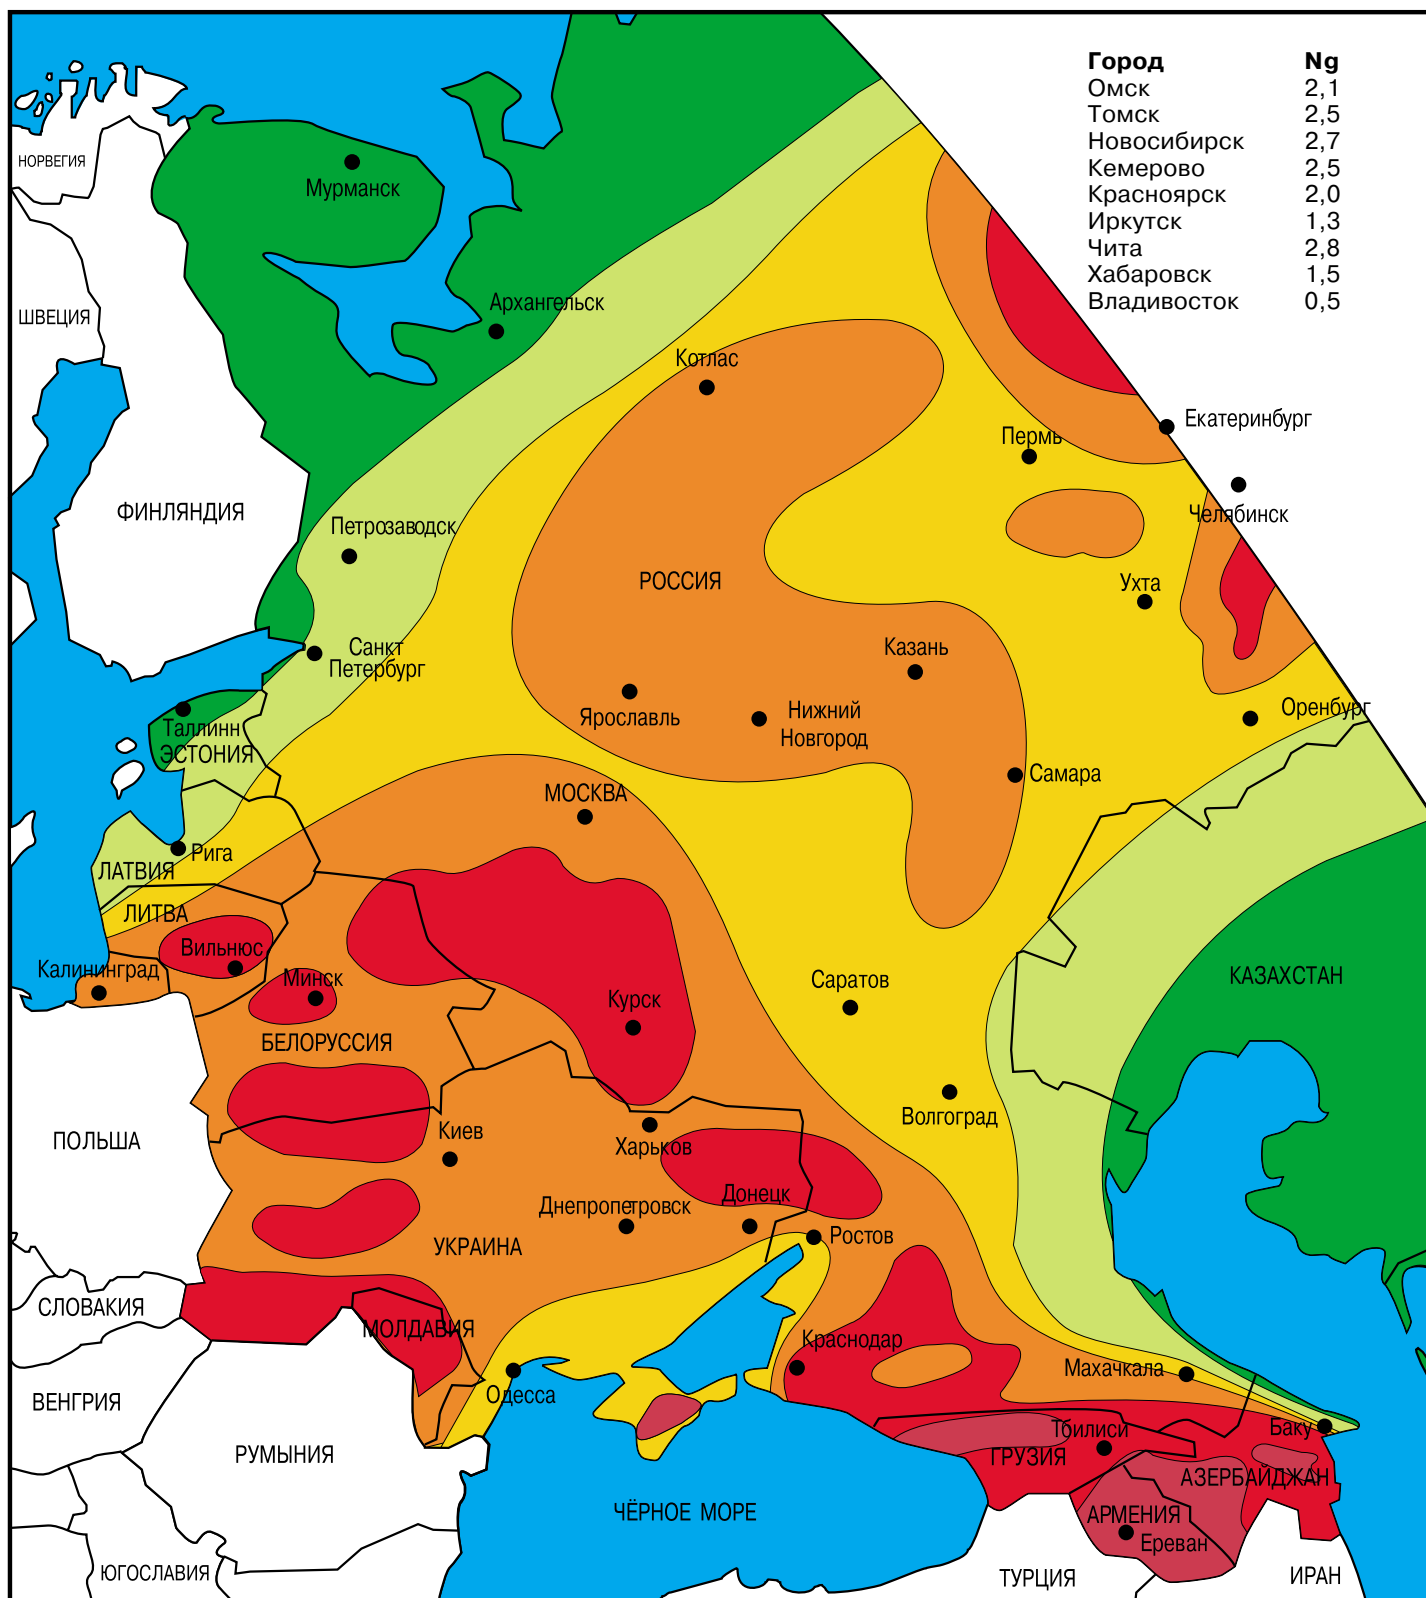 Город Ng
Омск 2,1
Томск 2,5
Новосибирск 2,7
Кемерово 2,5
Красноярск 2,0
Иркутск 1,3
Чита 2,8
Хабаровск 1,5
Владивосток 0,5
НОРВЕГИЯ
Мурманск
Архангельск
ШВЕЦИЯ
Котлас
Екатеринбург
Пермь
ФИНЛЯНДИЯ
Челябинск
Петрозаводск
РОССИЯ
Ухта
Санкт
Петербург
Казань
Ярославль
Нижний
Новгород
Оренбург
Таллинн
ЭСТОНИЯ
Самара
МОСКВА
Рига
ЛАТВИЯ
ЛИТВА
Вильнюс
Калининград
Минск
Саратов
КАЗАХСТАН
Курск
БЕЛОРУССИЯ
Волгоград
ПОЛЬША
Киев
Харьков
Днепропетровск
Донецк
Ростов
УКРАИНА
СЛОВАКИЯ
МОЛДАВИЯ
Краснодар
Махачкала
Одесса
ВЕНГРИЯ
Тбилиси
Баку
РУМЫНИЯ
ГРУЗИЯ
АЗЕРБАЙДЖАН
ЧЁРНОЕ МОРЕ
АРМЕНИЯ
Ереван
ЮГОСЛАВИЯ
ТУРЦИЯ
ИРАН